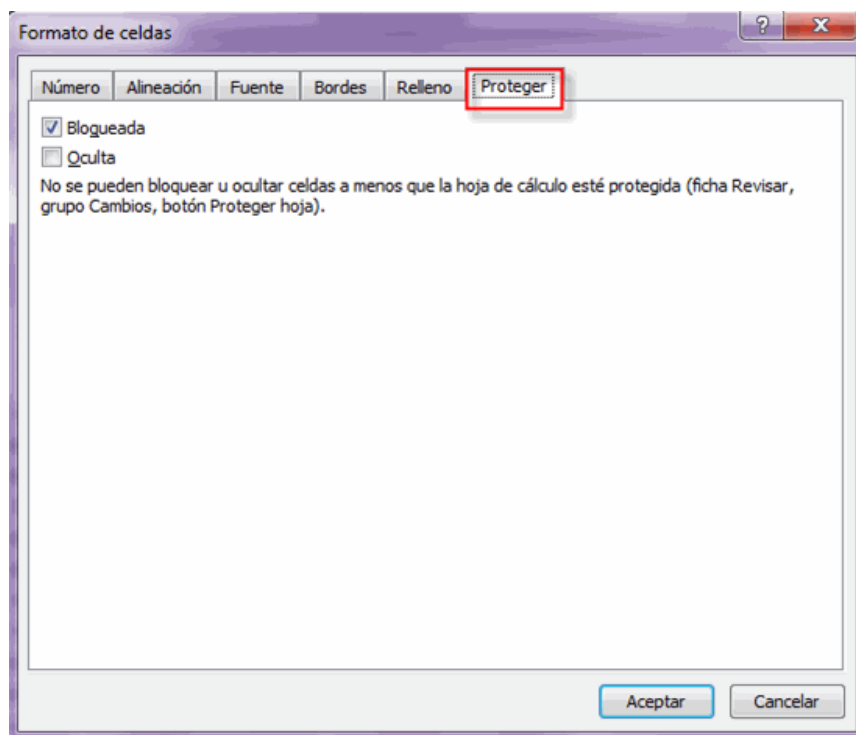 Formato de celdas
?
X
Número Alineación Fuente Bordes Relleno Proteger
Bloqueada
Oculta
No se pueden bloquear u ocultar celdas a menos que la hoja de cálculo esté protegida (ficha Revisar,
grupo Cambios, botón Proteger hoja).
Aceptar Cancelar